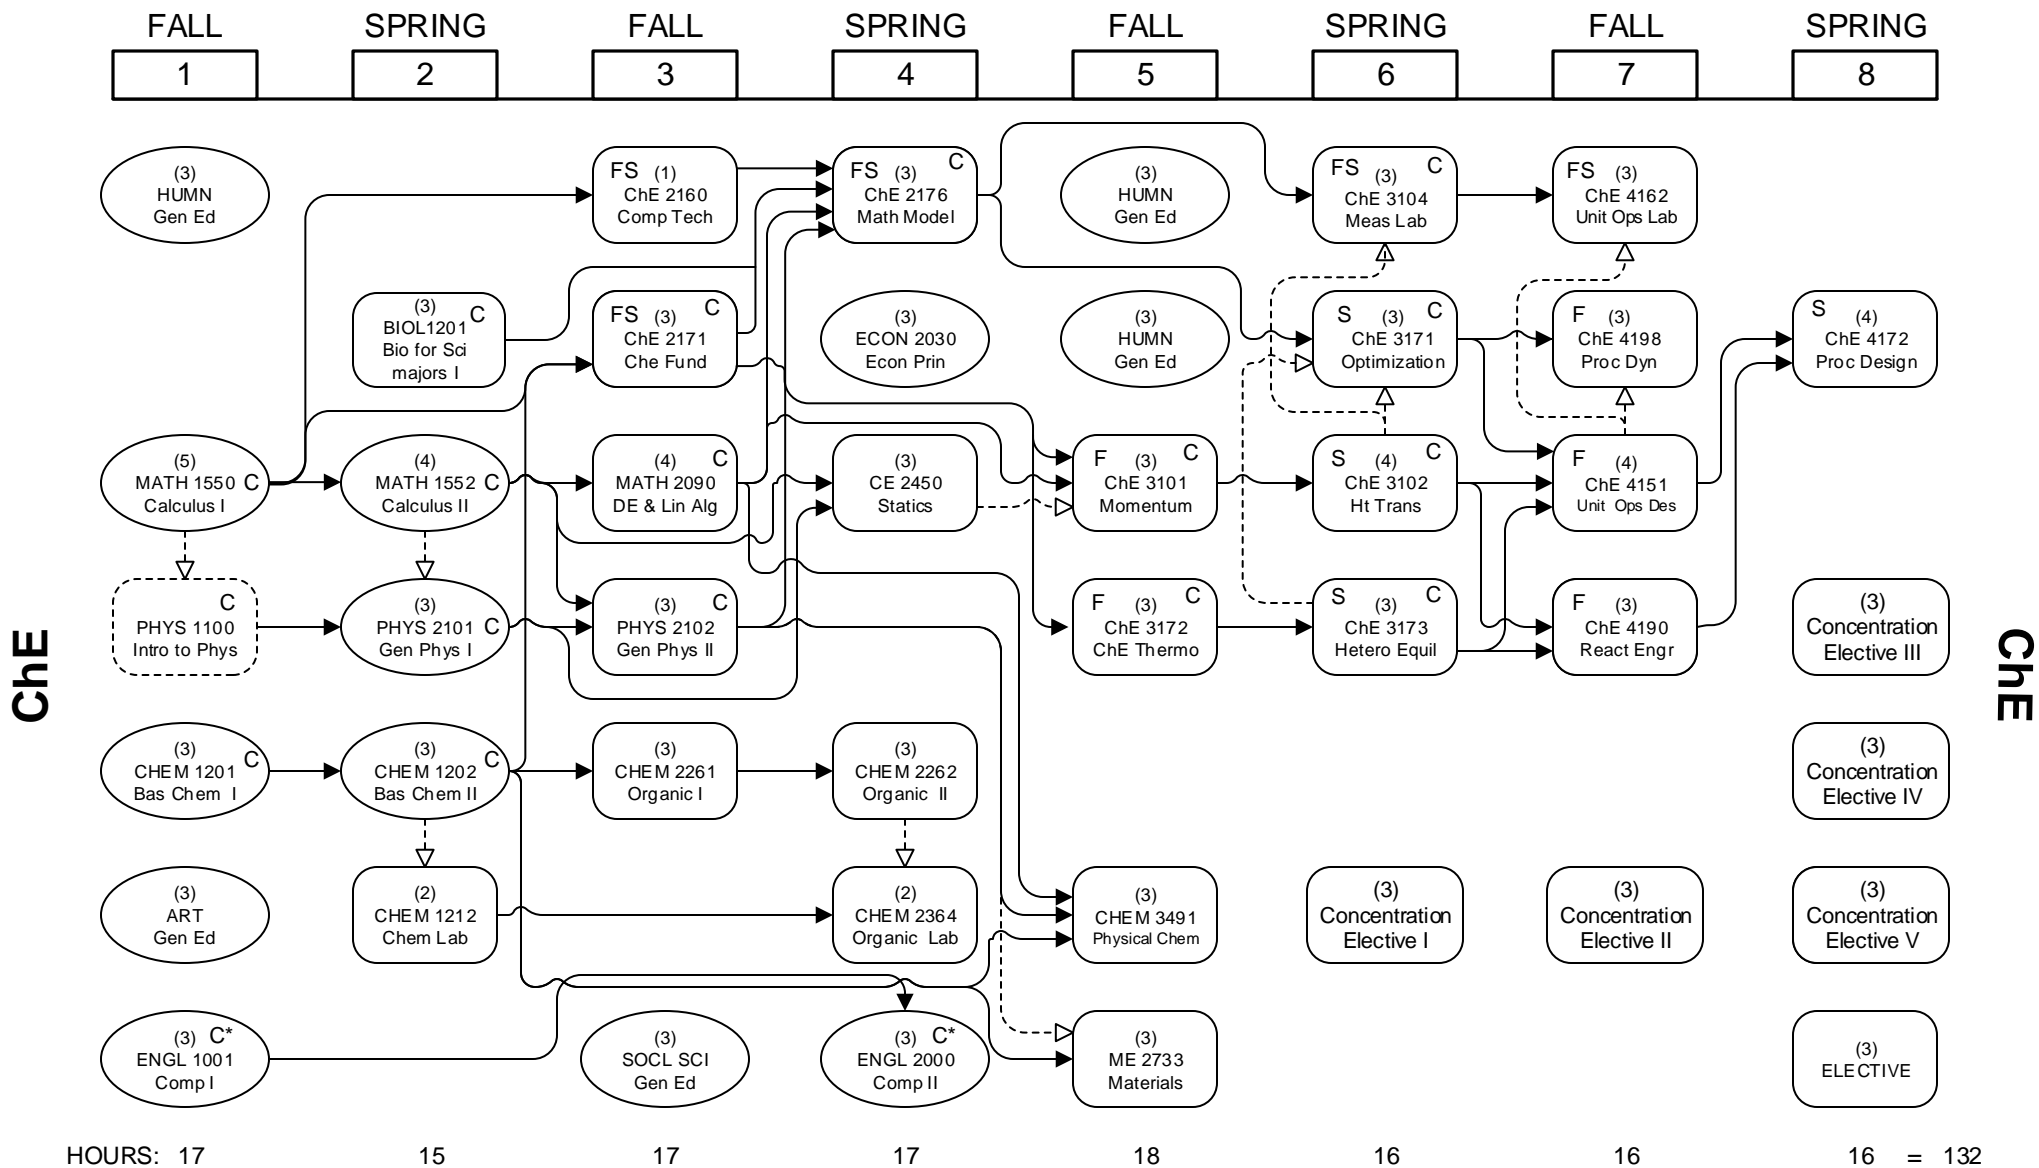 FALL
SPRING
FALL
SPRING
FALL
SPRING
FALL
SPRING
1
2
3
4
5
6
7
8
(3)
HUMN
Gen Ed
FS (1)
ChE 2160
Comp Tech
FS (3) C
ChE 2176
Math Model
(3)
HUMN
Gen Ed
FS (3) C
ChE 3104
Meas Lab
FS (3)
ChE 4162
Unit Ops Lab
(3)
BIOL1201 C
Bio for Sci
majors I
FS (3) C
ChE 2171
Che Fund
(3)
ECON 2030
Econ Prin
(3)
HUMN
Gen Ed
S (3) C
ChE 3171
Optimization
F (3)
ChE 4198
Proc Dyn
S (4)
ChE 4172
Proc Design
(5)
MATH 1550 C
Calculus I
(4)
MATH 1552 C
Calculus II
(4) C
MATH 2090
DE & Lin Alg
(3)
CE 2450
Statics
F (3) C
ChE 3101
Momentum
S (4) C
ChE 3102
Ht Trans
F (4)
ChE 4151
Unit Ops Des
C
PHYS 1100
Intro to Phys
(3)
PHYS 2101 C
Gen Phys I
(3) C
PHYS 2102
Gen Phys II
F (3) C
ChE 3172
ChE Thermo
S (3) C
ChE 3173
Hetero Equil
F (3)
ChE 4190
React Engr
(3)
Concentration
Elective III
ChE
ChE
(3)
CHEM 1201 C
Bas Chem I
(3)
CHEM 1202 C
Bas Chem II
(3)
CHEM 2261
Organic I
(3)
CHEM 2262
Organic II
(3)
Concentration
Elective IV
(3)
ART
Gen Ed
(2)
CHEM 1212
Chem Lab
(2)
CHEM 2364
Organic Lab
(3)
CHEM 3491
Physical Chem
(3)
Concentration
Elective I
(3)
Concentration
Elective II
(3)
Concentration
Elective V
(3) C*
ENGL 1001
Comp I
(3)
SOCL SCI
Gen Ed
(3) C*
ENGL 2000
Comp II
(3)
ME 2733
Materials
(3)
ELECTIVE
HOURS: 17 15 17 17 18 16 16 16 = 132